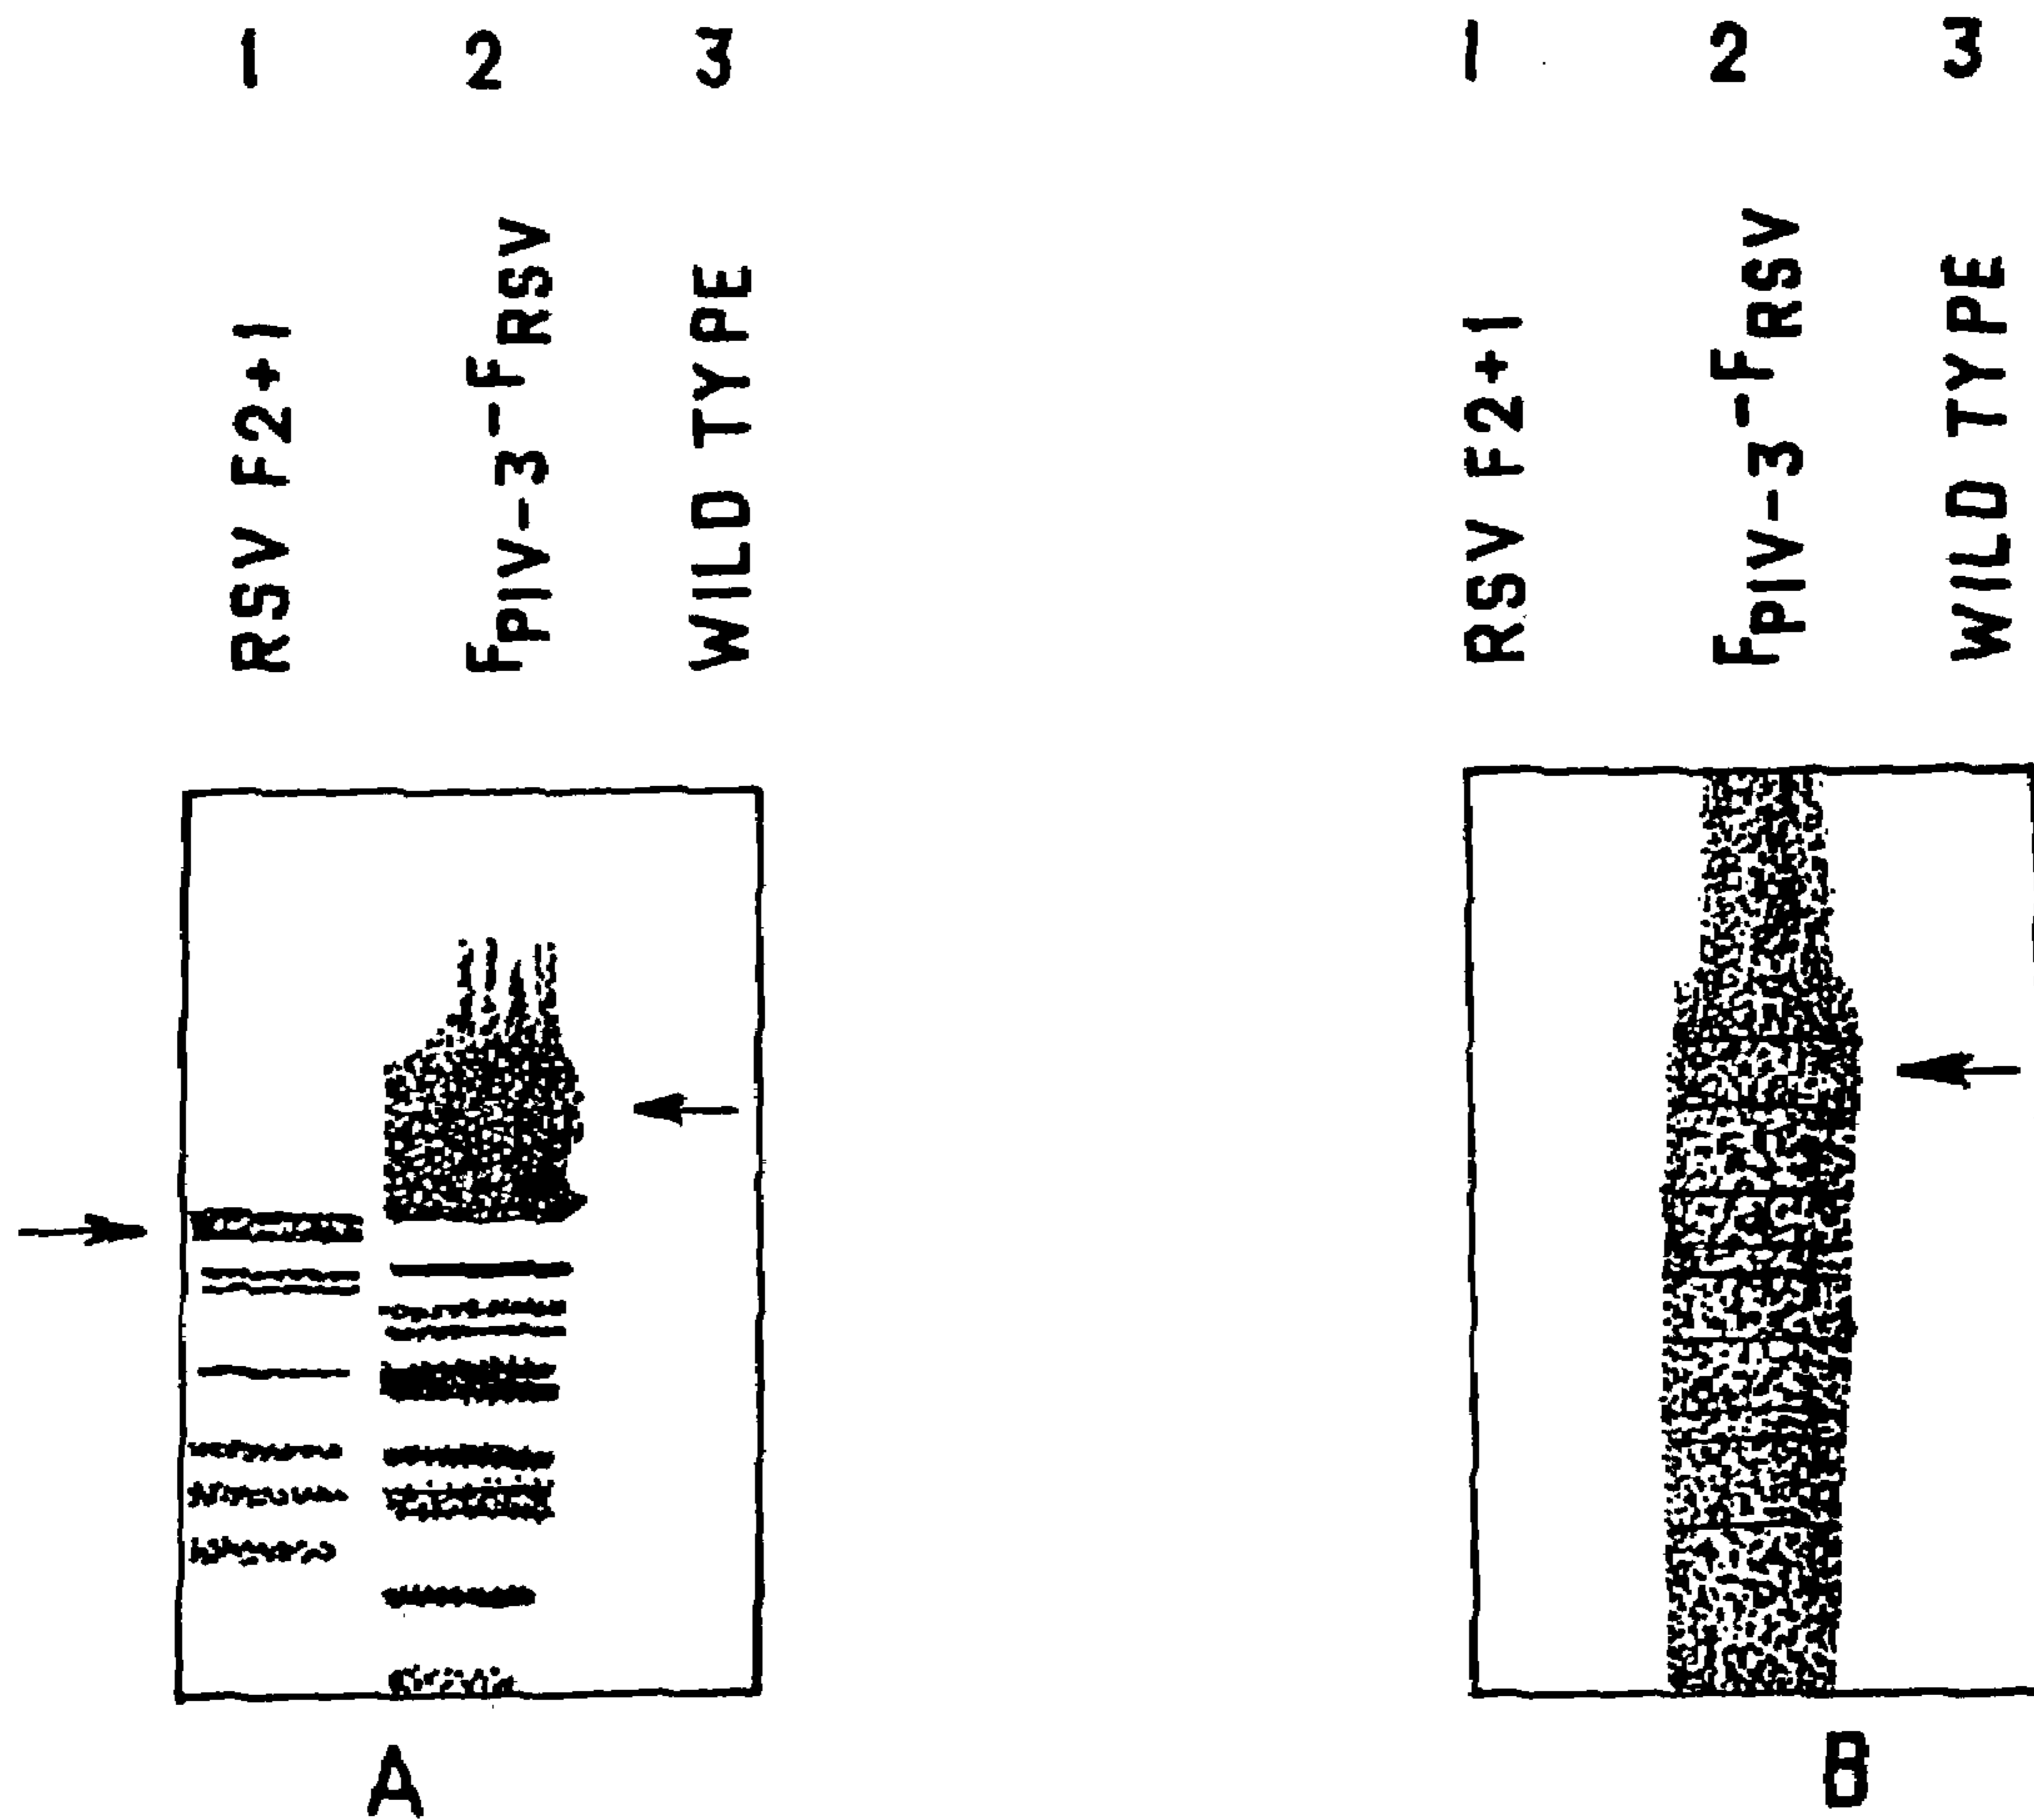 1 2 3
RSV F2+1
FPIV-3-FRSV
WILD TYPE
A
1 2 3
RSV F2+1
FPIV-3-FRSV
WILD TYPE
B